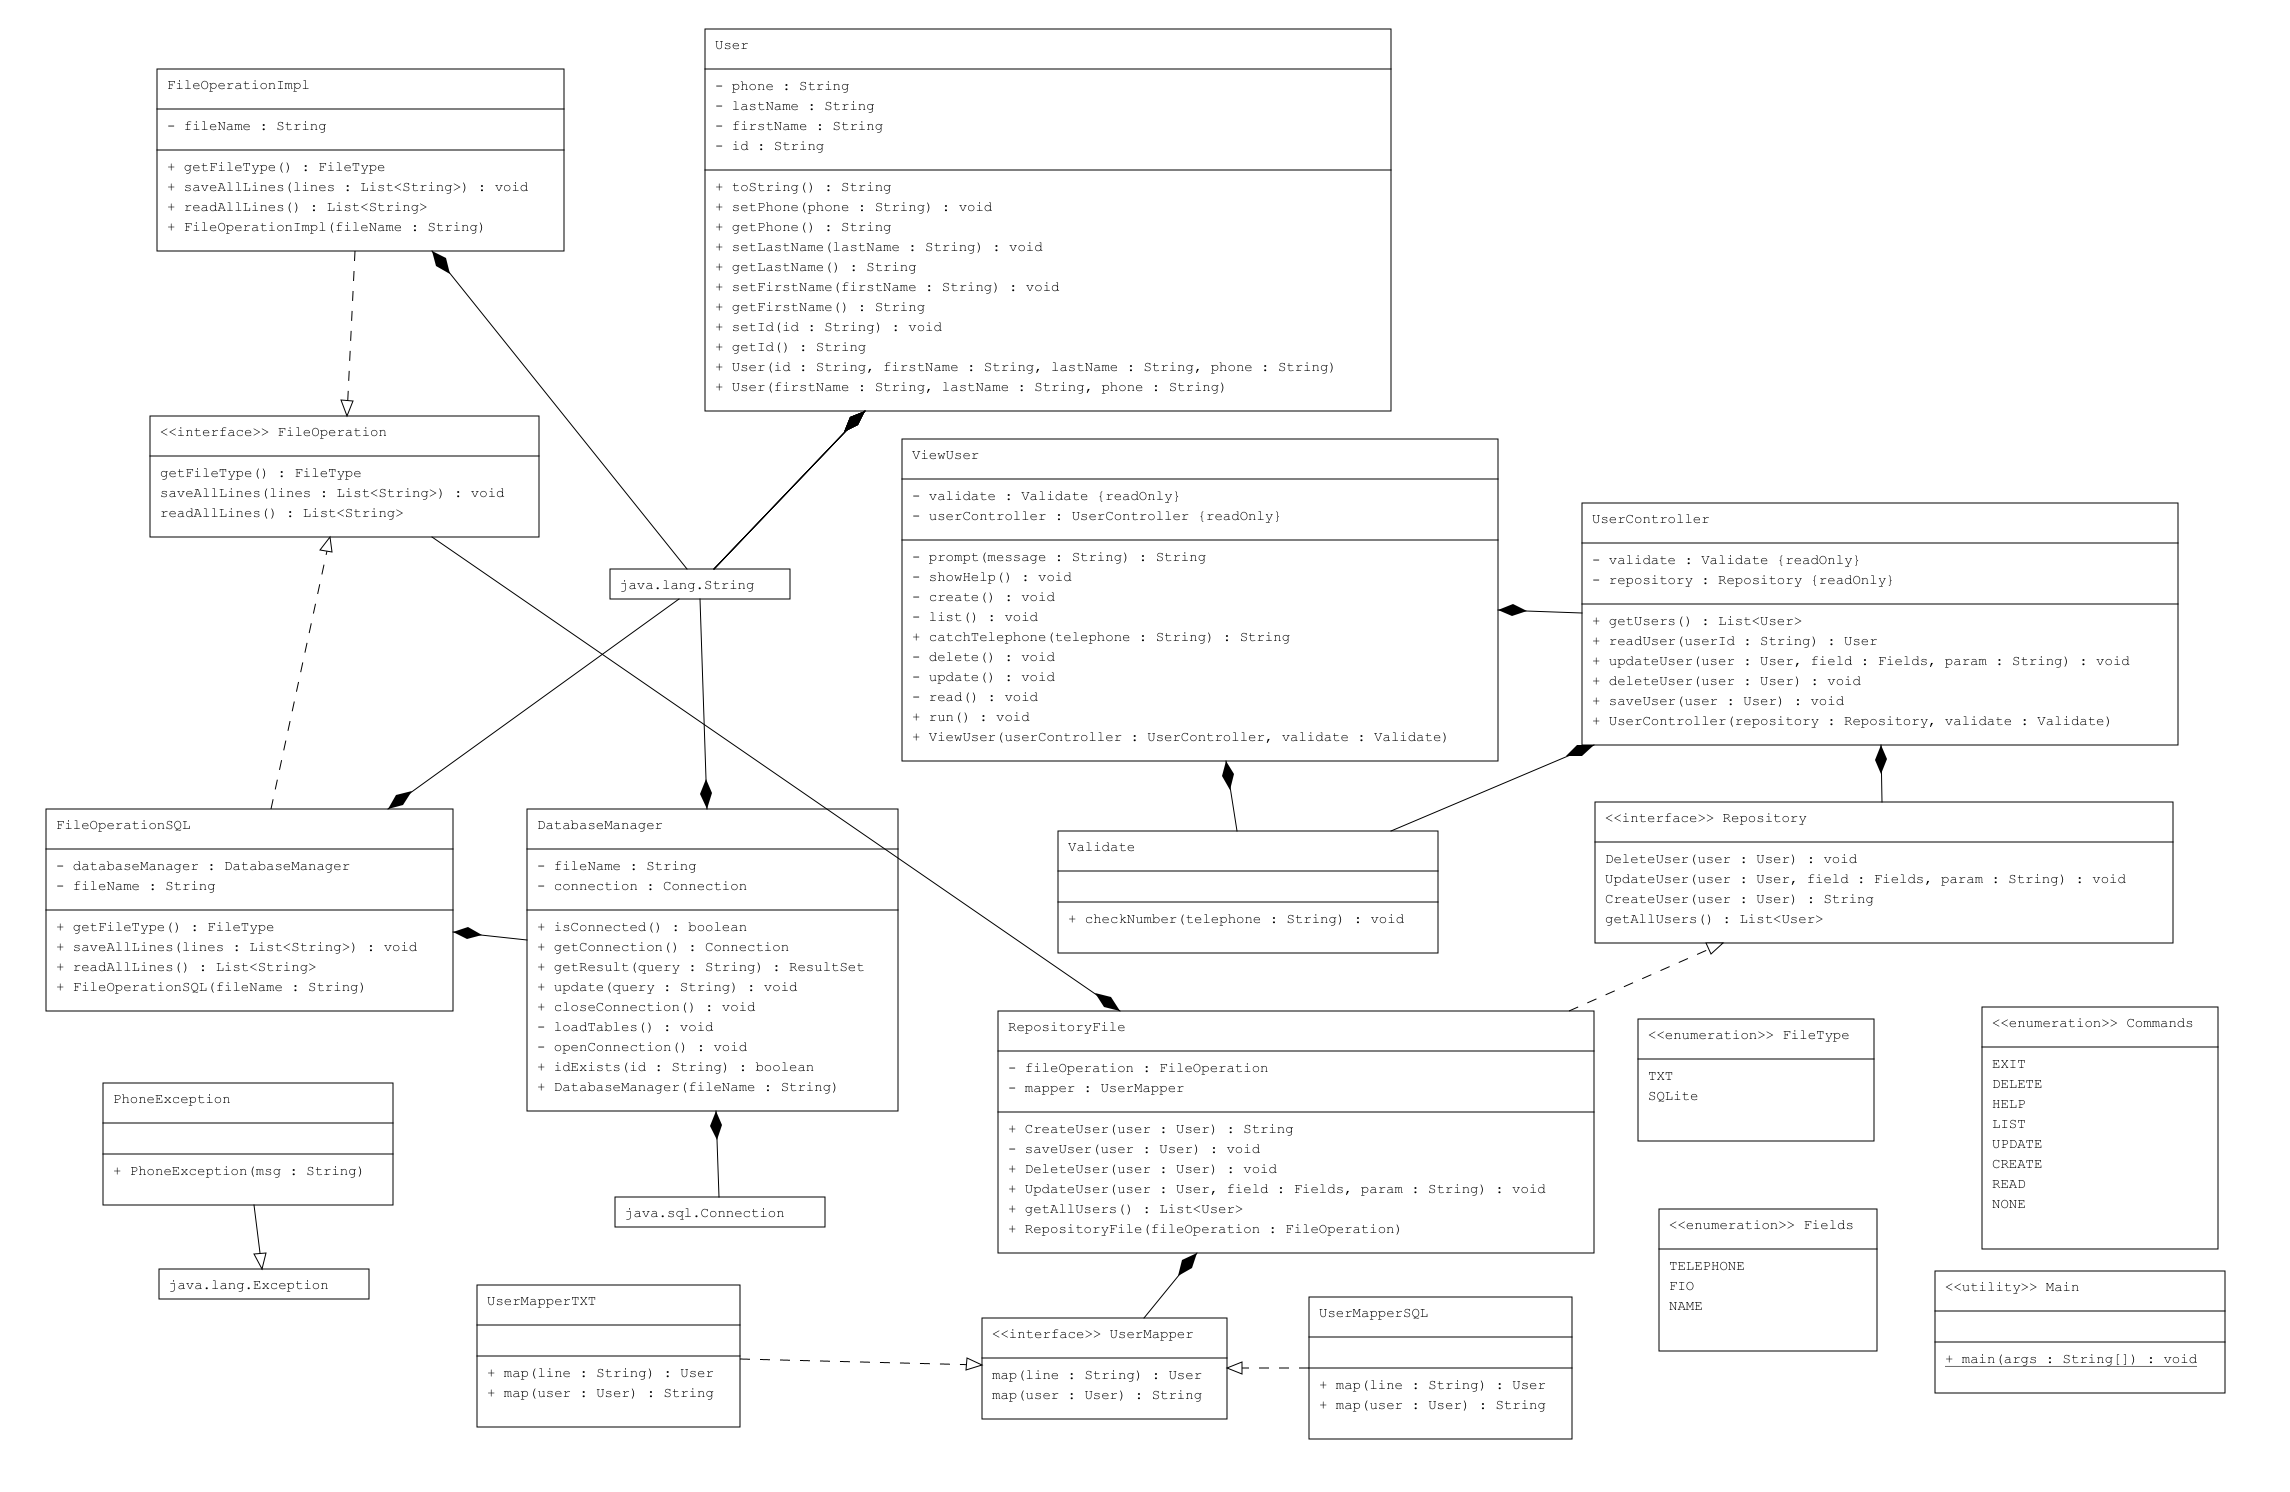 User
- phone : String
- lastName : String
- firstName : String
- id : String
+ toString() : String
+ setPhone(phone : String) : void
+ getPhone() : String
+ setLastName(lastName : String) : void
+ getLastName() : String
+ setFirstName(firstName : String) : void
+ getFirstName() : String
+ setId(id : String) : void
+ getId() : String
+ User(id : String, firstName : String, lastName : String, phone : String)
+ User(firstName : String, lastName : String, phone : String)
FileOperationImpl
- fileName : String
+ getFileType() : FileType
+ saveAllLines(lines : List<String>) : void
+ readAllLines() : List<String>
+ FileOperationImpl(fileName : String)
<<interface>> FileOperation
getFileType() : FileType
saveAllLines(lines : List<String>) : void
readAllLines() : List<String>
java.lang.String
ViewUser
- validate : Validate {readOnly}
- userController : UserController {readOnly}
- prompt(message : String) : String
- showHelp() : void
- create() : void
- list() : void
+ catchTelephone(telephone : String) : String
- delete() : void
- update() : void
- read() : void
+ run() : void
+ ViewUser(userController : UserController, validate : Validate)
UserController
- validate : Validate {readOnly}
- repository : Repository {readOnly}
+ getUsers() : List<User>
+ readUser(userId : String) : User
+ updateUser(user : User, field : Fields, param : String) : void
+ deleteUser(user : User) : void
+ saveUser(user : User) : void
+ UserController(repository : Repository, validate : Validate)
FileOperationSQL
- databaseManager : DatabaseManager
- fileName : String
+ getFileType() : FileType
+ saveAllLines(lines : List<String>) : void
+ readAllLines() : List<String>
+ FileOperationSQL(fileName : String)
DatabaseManager
- fileName : String
- connection : Connection
+ isConnected() : boolean
+ getConnection() : Connection
+ getResult(query : String) : ResultSet
+ update(query : String) : void
+ closeConnection() : void
- loadTables() : void
- openConnection() : void
+ idExists(id : String) : boolean
+ DatabaseManager(fileName : String)
Validate
+ checkNumber(telephone : String) : void
<<interface>> Repository
DeleteUser(user : User) : void
UpdateUser(user : User, field : Fields, param : String) : void
CreateUser(user : User) : String
getAllUsers() : List<User>
RepositoryFile
- fileOperation : FileOperation
- mapper : UserMapper
+ CreateUser(user : User) : String
- saveUser(user : User) : void
+ DeleteUser(user : User) : void
+ UpdateUser(user : User, field : Fields, param : String) : void
+ getAllUsers() : List<User>
+ RepositoryFile(fileOperation : FileOperation)
<<enumeration>> FileType
TXT
SQLite
<<enumeration>> Commands
EXIT
DELETE
HELP
LIST
UPDATE
CREATE
READ
NONE
PhoneException
+ PhoneException(msg : String)
java.sql.Connection
<<enumeration>> Fields
TELEPHONE
FIO
NAME
java.lang.Exception
UserMapperTXT
+ map(line : String) : User
+ map(user : User) : String
<<interface>> UserMapper
map(line : String) : User
map(user : User) : String
UserMapperSQL
+ map(line : String) : User
+ map(user : User) : String
<<utility>> Main
+ main(args : String[]) : void